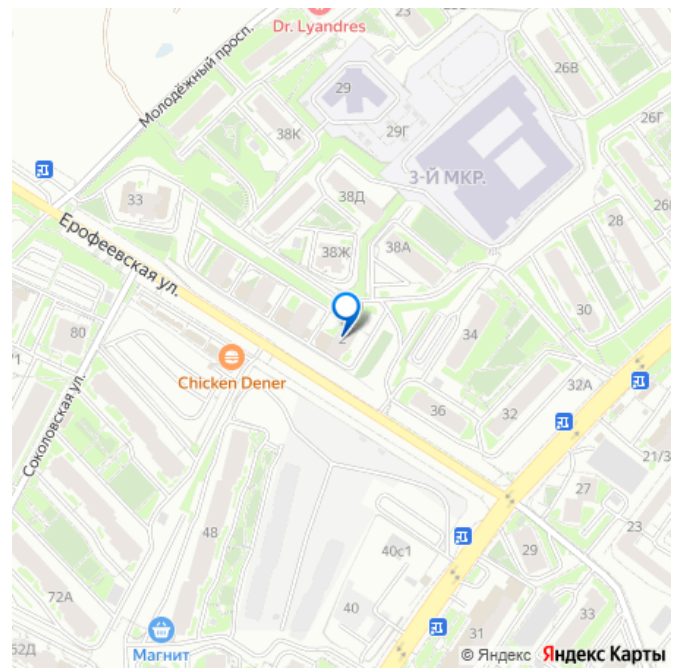 23
Dr. Lyandres
26В
Молодёжный просп.
29
38К
29Г
26Г
3-Й МКР.
33
38Д
28
38Ж
38А
Ерофеевская ул.
30
80
2
34
Chicken Dener
32А
36
32
Соколовская ул.
21/3
27
48
23
40с1
29
72А
40
33
31
52Д
Магнит
© Яндекс Яндекс Карты